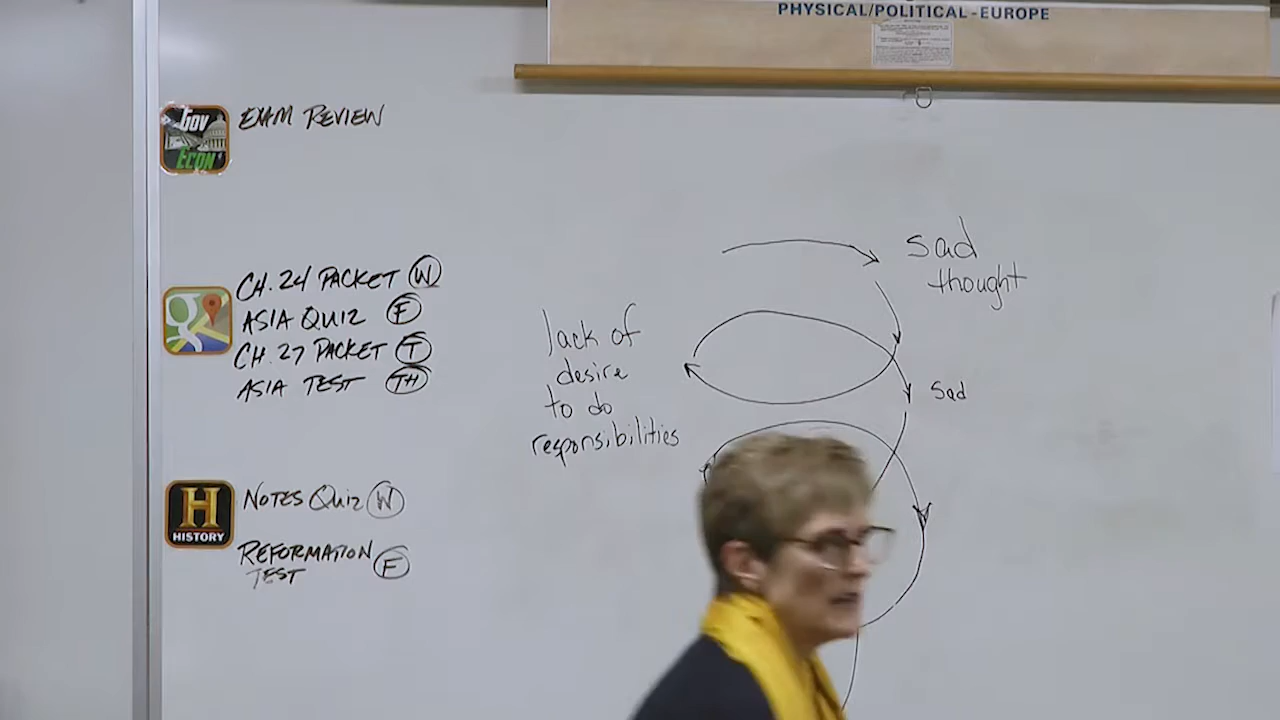 PHYSICAL/POLITICAL-EUROPE
GOV
ECON
EXAM REVIEW
CH. 24 PACKET W
ASIA QUIZ F
CH. 27 PACKET T
ASIA TEST TH
H
HISTORY
NOTES QUIZ W
REFORMATION F
TEST
sad
thought
lack of
desire
to do
responsibilities
Sad